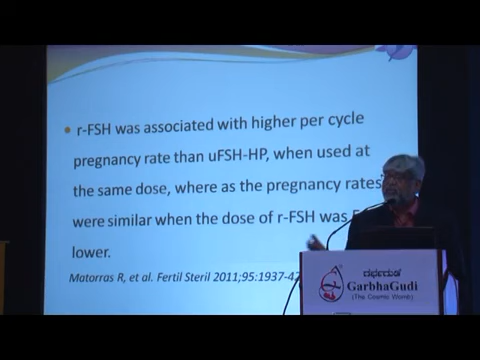 • r-FSH was associated with higher per cycle
pregnancy rate than uFSH-HP, when used at
the same dose, where as the pregnancy rates
were similar when the dose of r-FSH was
lower.
Matorras R, et al. Fertil Steril 2011;95:1937-42
ಗರ್ಭಗುಡಿ
GarbhaGudi
(The Cosmic Womb)